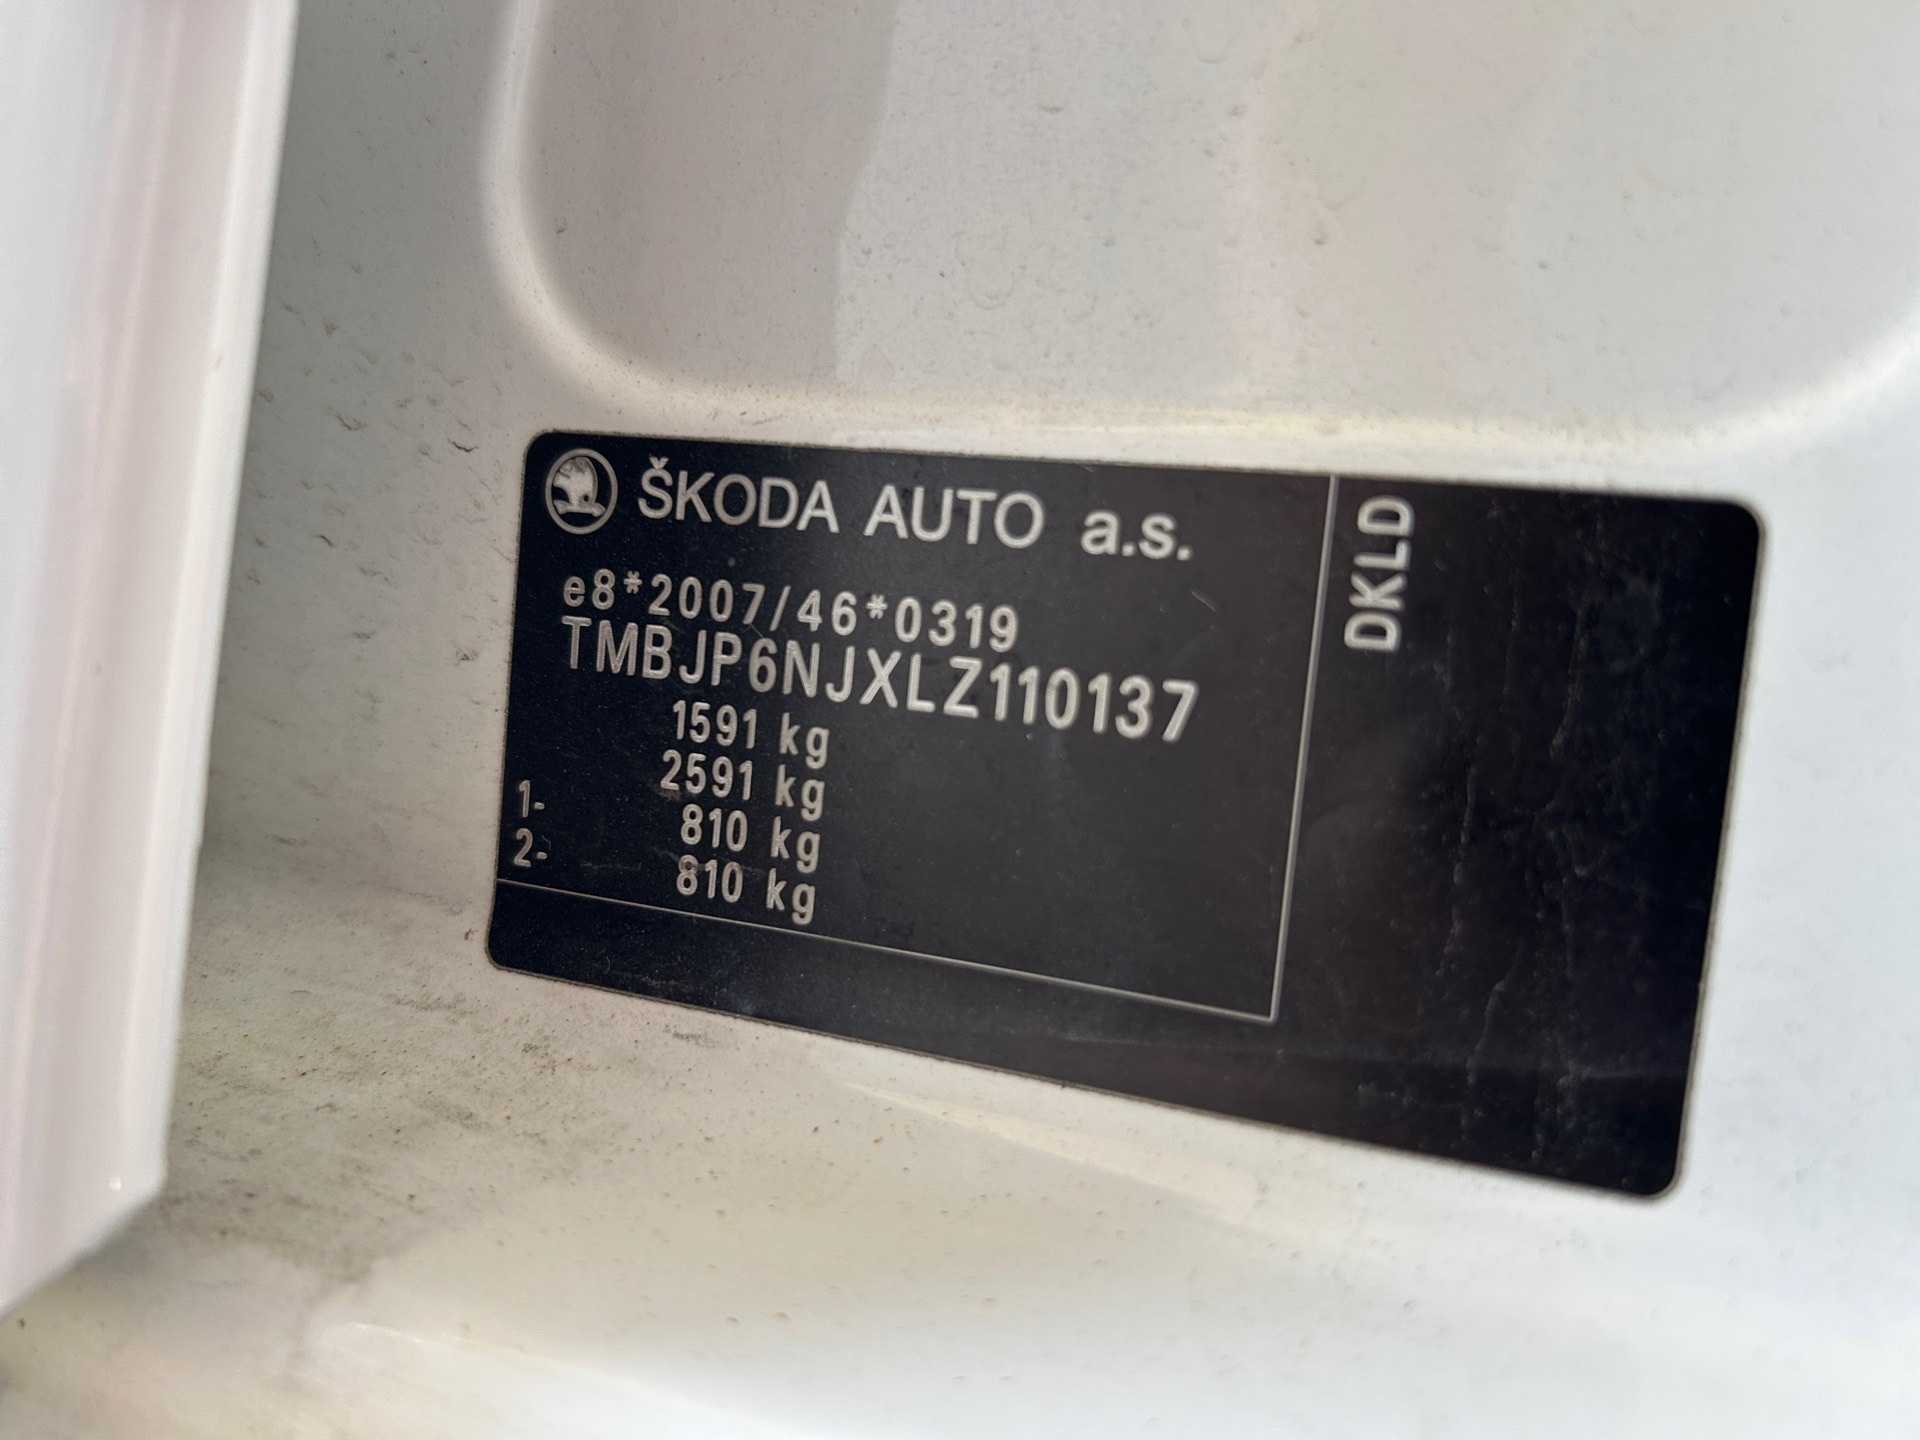 ŠKODA AUTO a.s.
e8*2007/46*0319
TMBJP6NJXLZ110137
1591 kg
2591 kg
1- 810 kg
2- 810 kg
DKLD